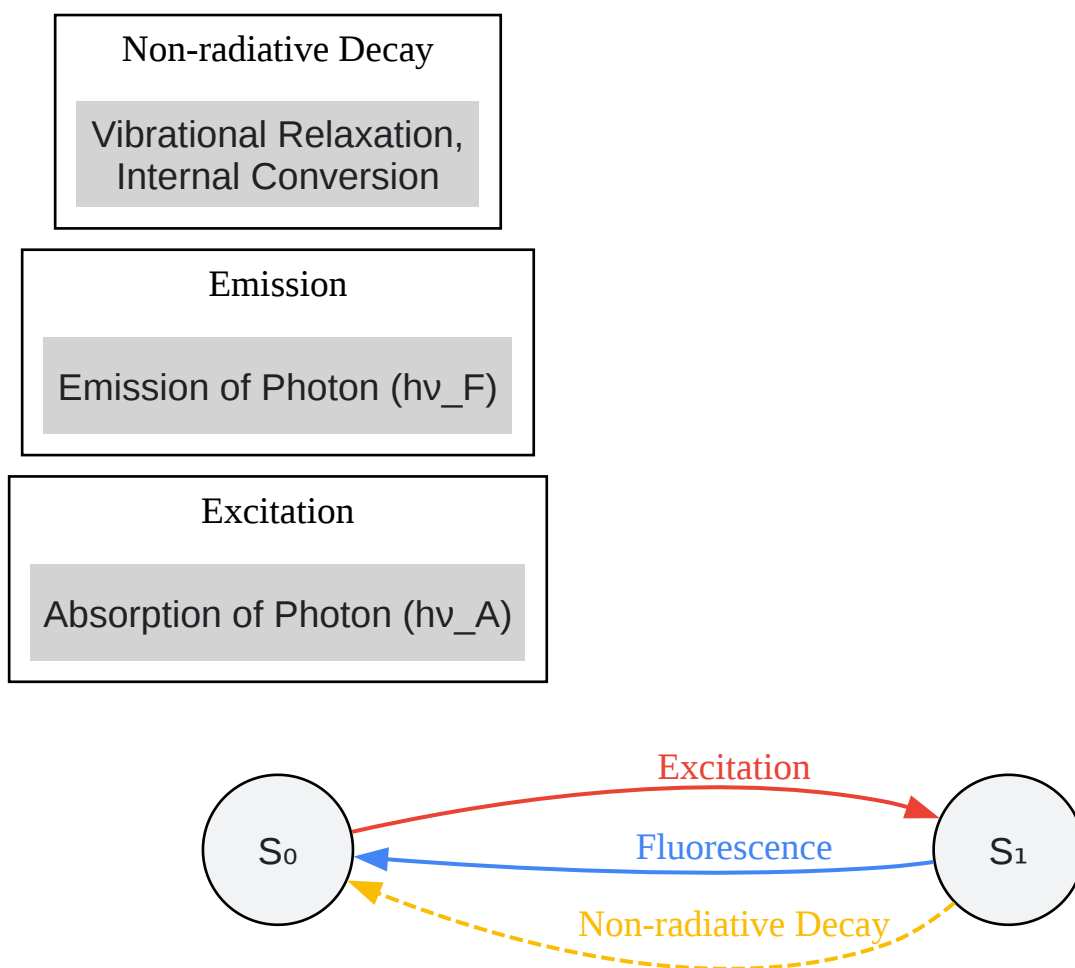 Non-radiative Decay
Vibrational Relaxation,
Internal Conversion
Emission
Emission of Photon (hν_F)
Excitation
Absorption of Photon (hν_A)
Excitation
S₀
Fluorescence
S₁
Non-radiative Decay